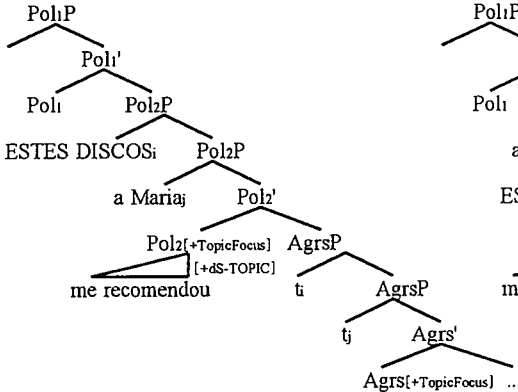 Pol1P Pol1P
Pol1'
Pol1 Pol2P Pol1
ESTES DISCOSi Pol2P a
a Mariaj Pol2' ES
Pol2[+TopicFocus] AgrsP
[+dS-TOPIC]
me recomendou ti AgrsP m
tj Agrs'
Agrs[+TopicFocus] ..